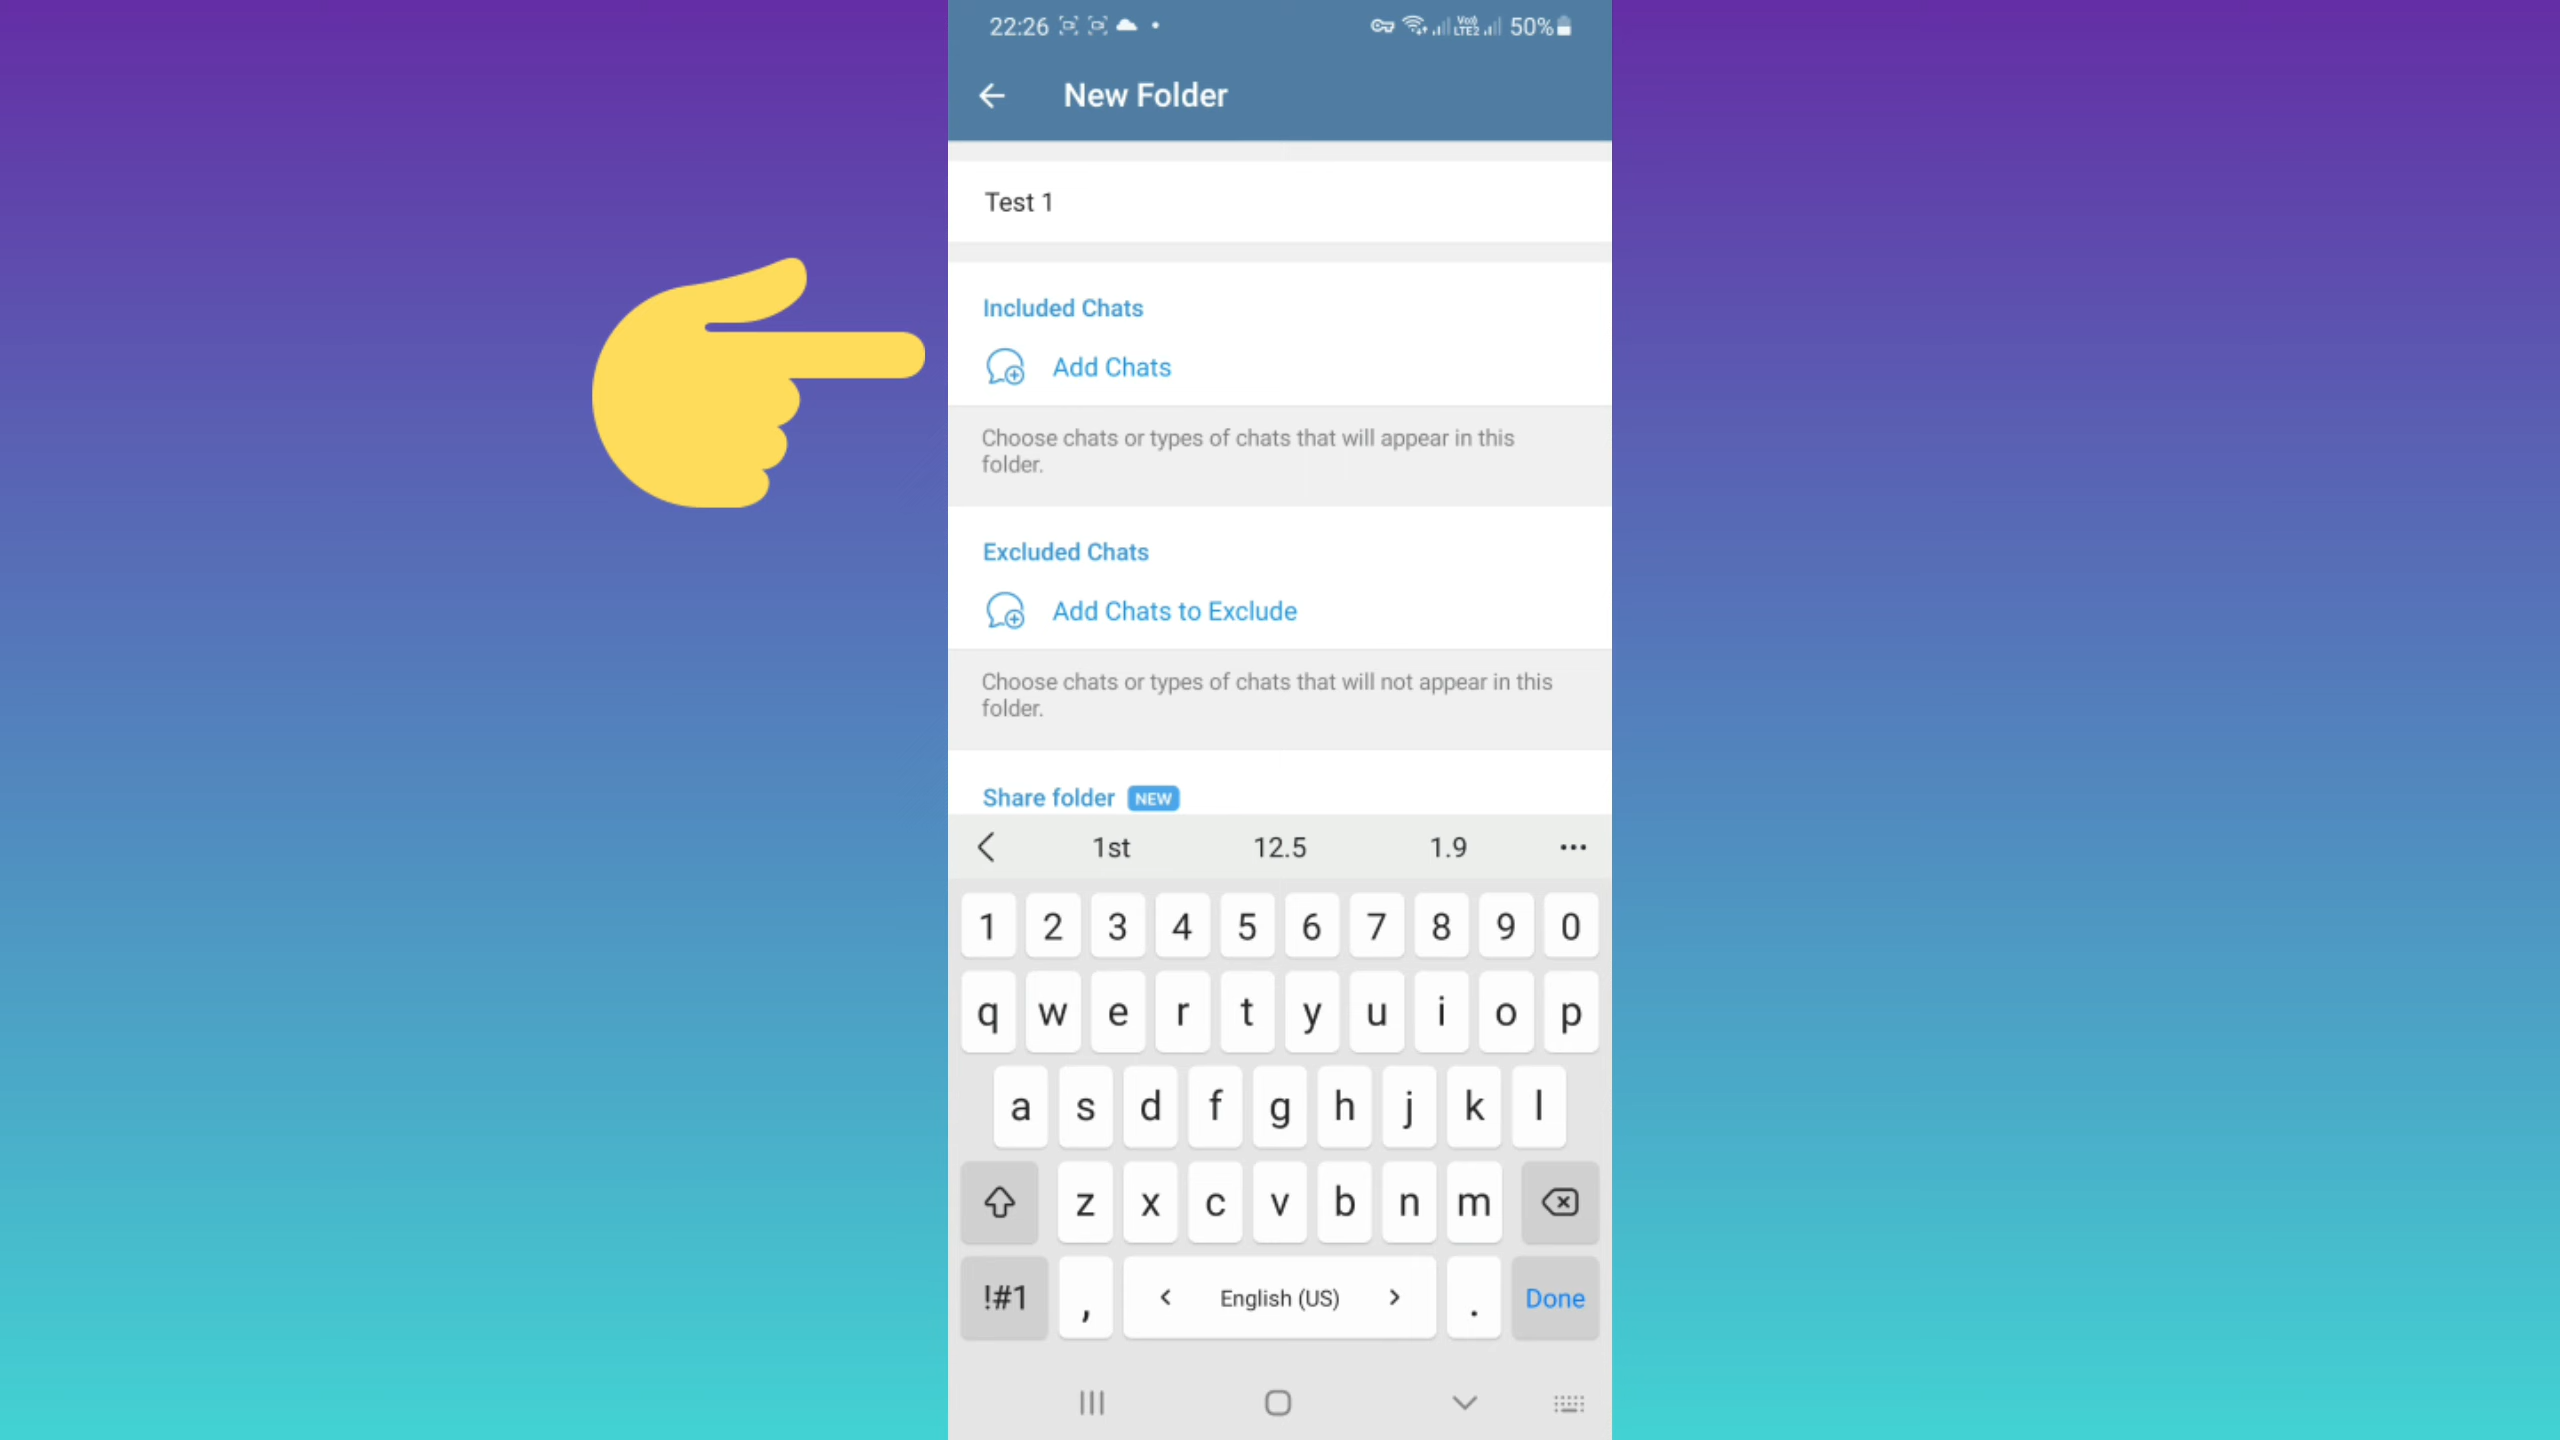 22:26
Vo)) LTE2 50%
New Folder
Test 1
Included Chats
Add Chats
Choose chats or types of chats that will appear in this
folder.
Excluded Chats
Add Chats to Exclude
Choose chats or types of chats that will not appear in this
folder.
Share folder NEW
1st 12.5 1.9
1 2 3 4 5 6 7 8 9 0
q w e r t y u i o p
a s d f g h j k l
z x c v b n m
!#1 , < English (US) > . Done